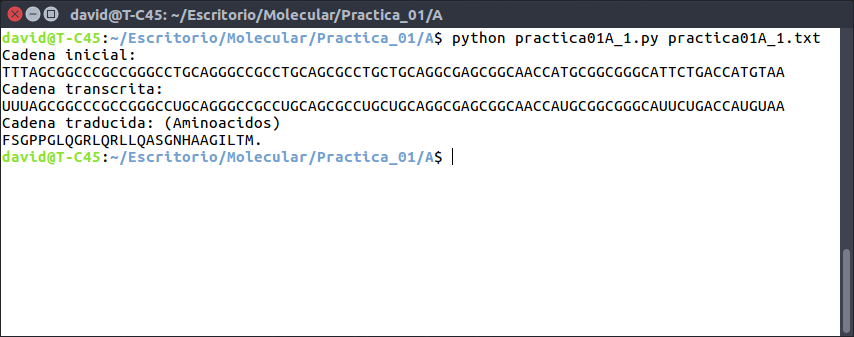 david@T-C45: ~/Escritorio/Molecular/Practica_01/A
david@T-C45:~/Escritorio/Molecular/Practica_01/A$ python practica01A_1.py practica01A_1.txt
Cadena inicial:
TTTAGCGGCCCGCCGGGCCTGCAGGGCCGCCTGCAGCGCCTGCTGCAGGCGAGCGGCAACCATGCGGCGGGCATTCTGACCATGTAA
Cadena transcrita:
UUUAGCGGCCCGCCGGGCCUGCAGGGCCGCCUGCAGCGCCUGCUGCAGGCGAGCGGCAACCAUGCGGCGGGCAUUCUGACCAUGUAA
Cadena traducida: (Aminoacidos)
FSGPPGLQGRLQRLLQASGNHAAGILTM.
david@T-C45:~/Escritorio/Molecular/Practica_01/A$